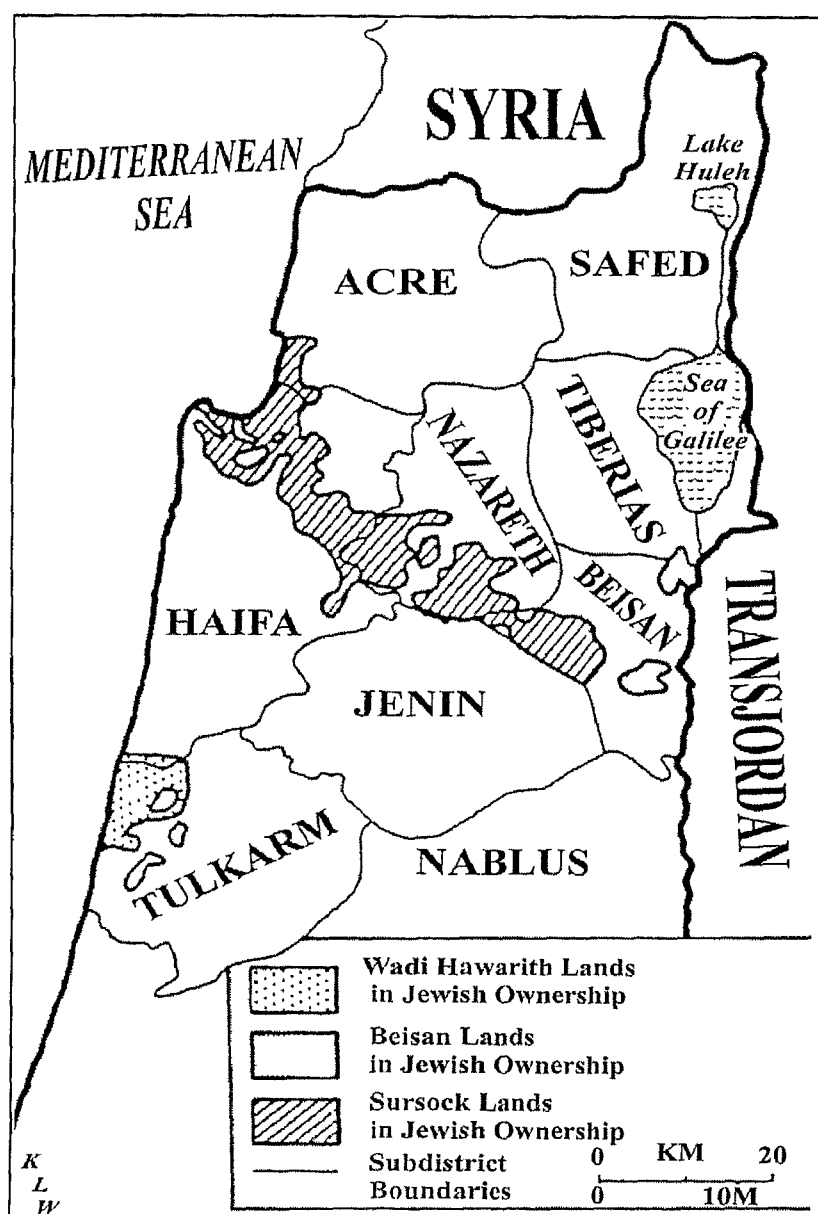 SYRIA
MEDITERRANEAN
SEA
Lake
Huleh
ACRE
SAFED
Sea
of
Galilee
TIBERIAS
NAZARETH
BEISAN
HAIFA
TRANSJORDAN
JENIN
TULKARM
NABLUS
Wadi Hawarith Lands
in Jewish Ownership
Beisan Lands
in Jewish Ownership
Sursock Lands
in Jewish Ownership
Subdistrict
Boundaries
0 KM 20
0 10M
K
L
W